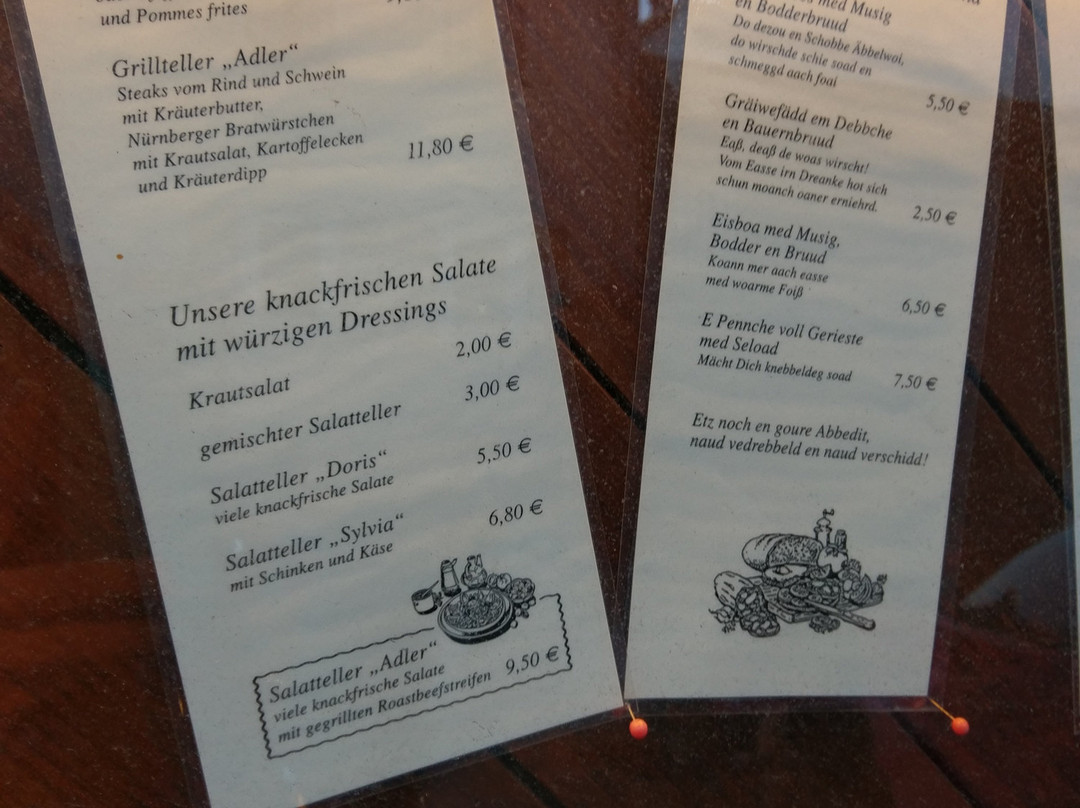 und Pommes frites
Grillteller „Adler“
Steaks vom Rind und Schwein
mit Kräuterbutter,
Nürnberger Bratwürstchen
mit Krautsalat, Kartoffelecken
und Kräuterdipp
11,80 €
Unsere knackfrischen Salate
mit würzigen Dressings
Krautsalat 2,00 €
gemischter Salatteller 3,00 €
Salatteller „Doris“ 5,50 €
viele knackfrische Salate
Salatteller „Sylvia“ 6,80 €
mit Schinken und Käse
Salatteller „Adler“
viele knackfrische Salate
mit gegrillten Roastbeefstreifen 9,50 €
med Musig
en Bodderbruud
Do dezou en Schobbe Äbbelwoi,
do wirschde schie soad en
schmeggd aach foai
5,50 €
Gräiwefädd em Debbche
en Bauernbruud
Eaß, deaß de woas wirscht!
Vom Easse irn Dreanke hot sich
schun moanch oaner erniehrd.
2,50 €
Eisboa med Musig,
Bodder en Bruud
Koann mer aach easse
med woarme Foiß
6,50 €
E Pennche voll Gerieste
med Seload
Mächt Dich knebbeldeg soad
7,50 €
Etz noch en goure Abbedit,
naud vedrebbeld en naud verschidd!